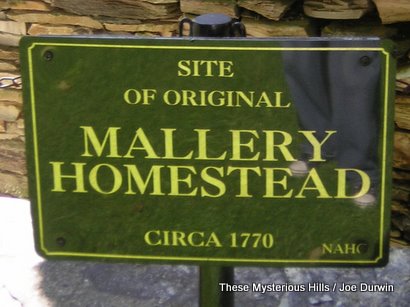 SITE
OF ORIGINAL
MALLERY
HOMESTEAD
CIRCA 1770
NAHC
These Mysterious Hills / Joe Durwin